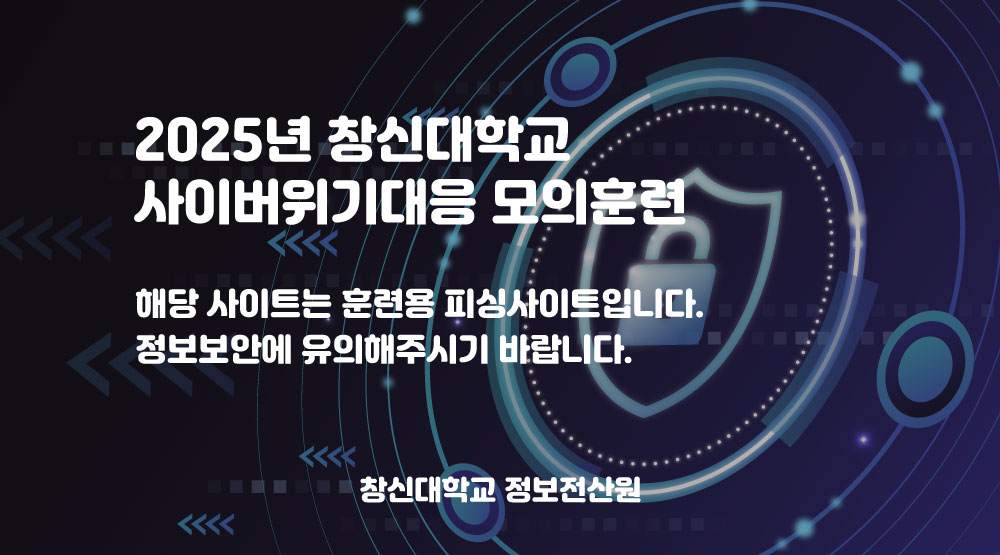 2025년 창신대학교
사이버위기대응 모의훈련
해당 사이트는 훈련용 피싱사이트입니다.
정보보안에 유의해주시기 바랍니다.
창신대학교 정보전산원